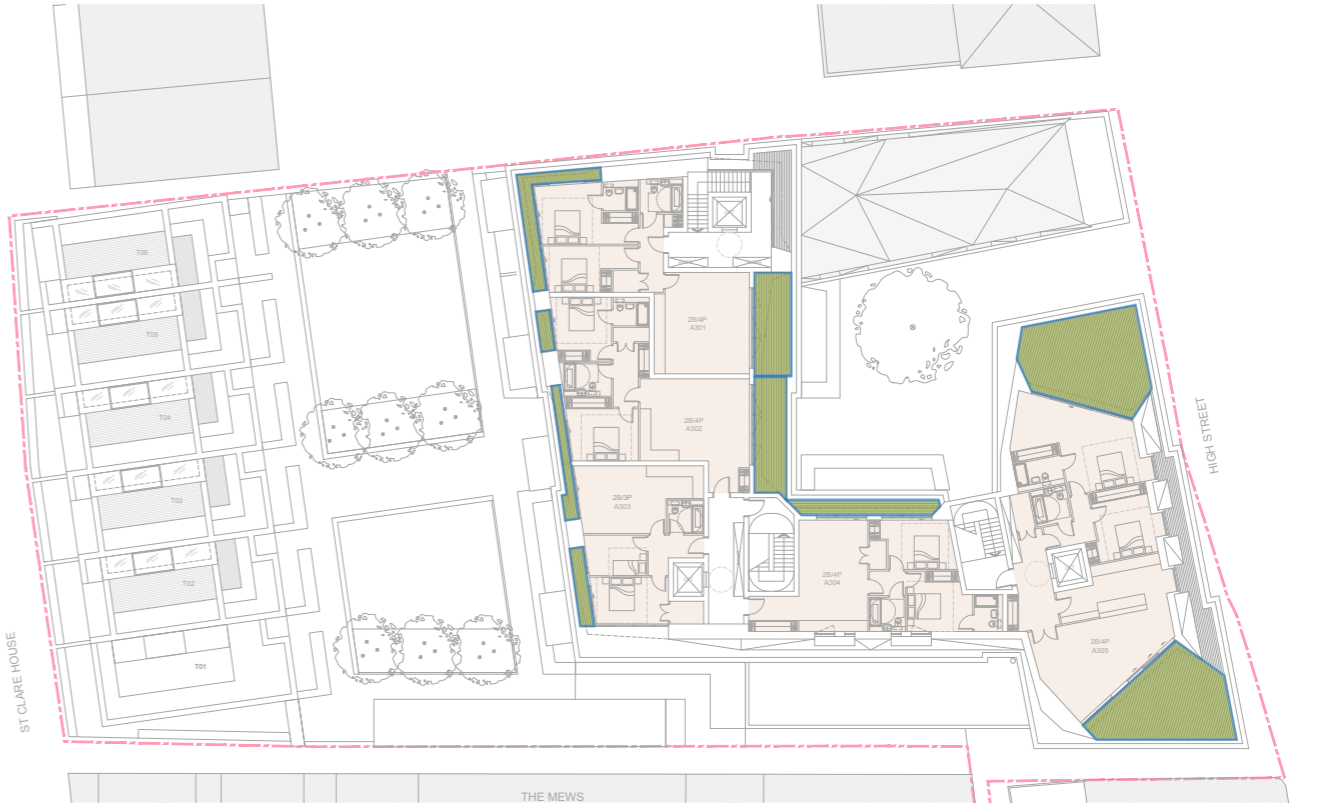 T06
T05
T04
T03
T02
T01
2B/4P
A301
2B/4P
A302
2B/3P
A303
2B/4P
A304
2B/4P
A305
HIGH STREET
ST CLARE HOUSE
THE MEWS